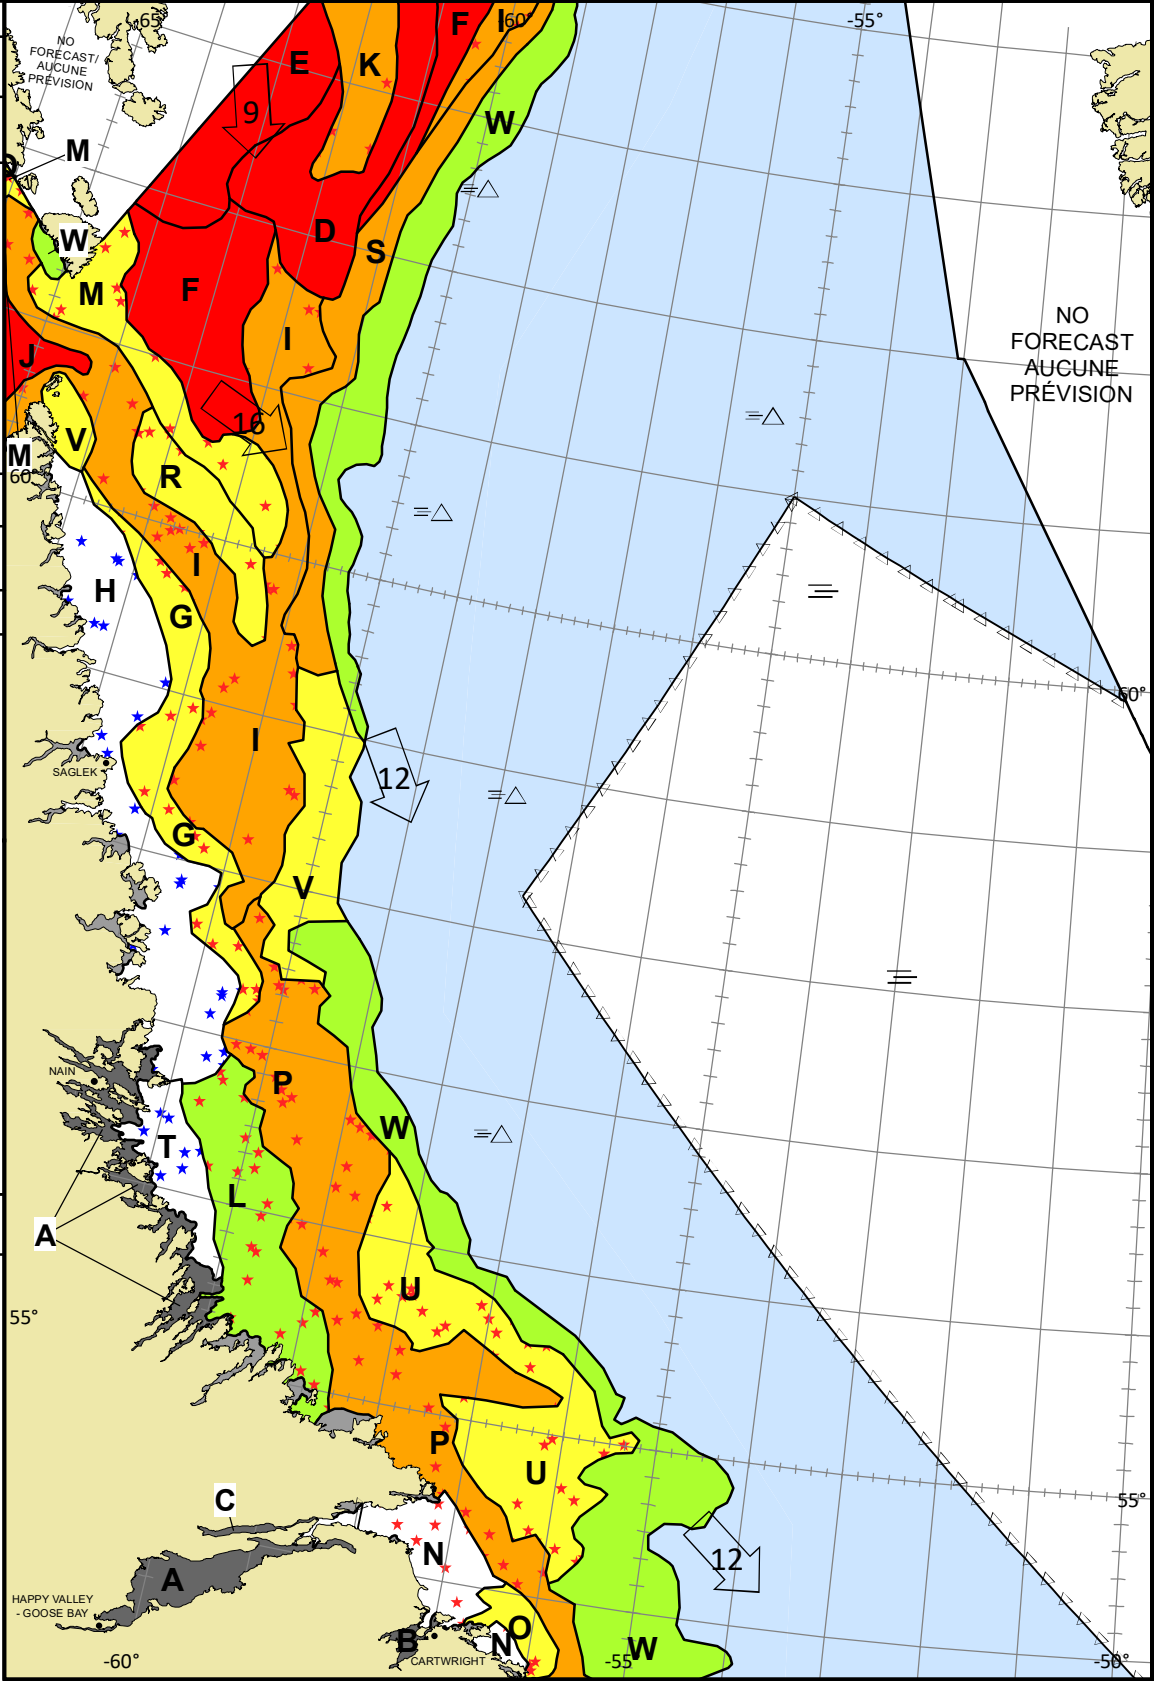 65°
60°
-55°
NO
FORECAST/
AUCUNE
PRÉVISION
E
K
F
I
9
W
M
D
S
W
M
F
I
NO
FORECAST
AUCUNE
PRÉVISION
J
16
V
M
60°
R
H
I
G
60°
I
SAGLEK
12
G
V
NAIN
P
W
T
L
A
U
55°
P
U
C
55°
N
12
A
HAPPY VALLEY
- GOOSE BAY
O
B
N
W
CARTWRIGHT
-60°
-55°
-50°